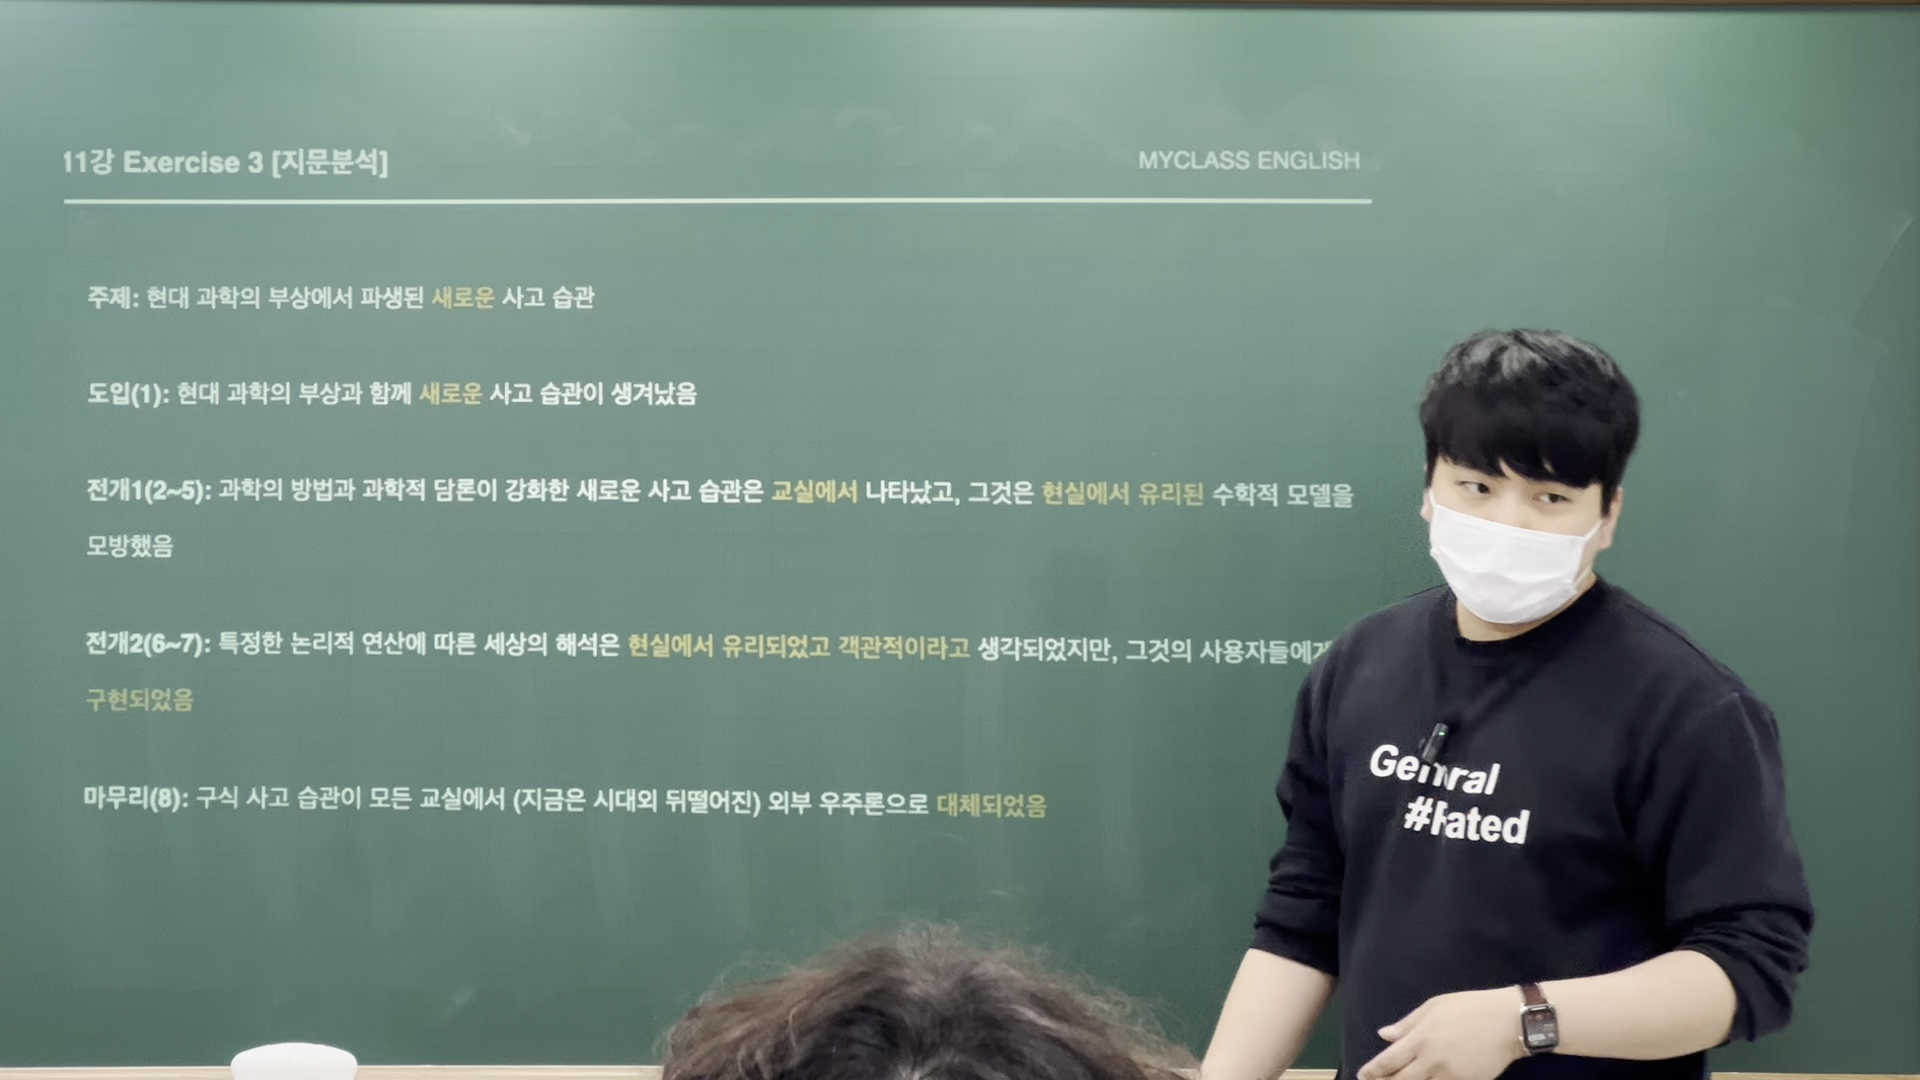 11강 Exercise 3 [지문분석]
MYCLASS ENGLISH
주제: 현대 과학의 부상에서 파생된 새로운 사고 습관
도입(1): 현대 과학의 부상과 함께 새로운 사고 습관이 생겨났음
전개1(2~5): 과학의 방법과 과학적 담론이 강화한 새로운 사고 습관은 교실에서 나타났고, 그것은 현실에서 유리된 수학적 모델을
모방했음
전개2(6~7): 특정한 논리적 연산에 따른 세상의 해석은 현실에서 유리되었고 객관적이라고 생각되었지만, 그것의 사용자들에게
구현되었음
마무리(8): 구식 사고 습관이 모든 교실에서 (지금은 시대외 뒤떨어진) 외부 우주론으로 대체되었음
General
#Rated